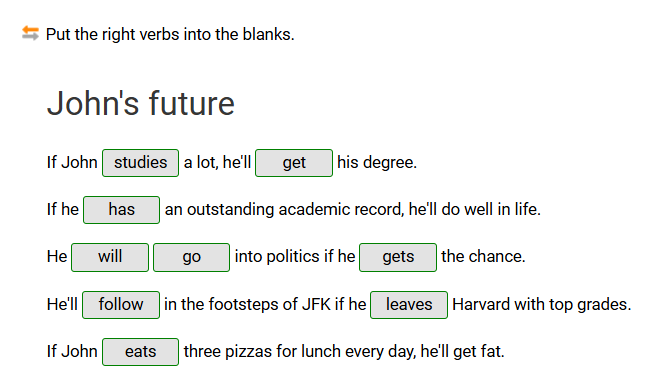 Put the right verbs into the blanks.
John's future
If John studies a lot, he'll get his degree.
If he has an outstanding academic record, he'll do well in life.
He will go into politics if he gets the chance.
He'll follow in the footsteps of JFK if he leaves Harvard with top grades.
If John eats three pizzas for lunch every day, he'll get fat.